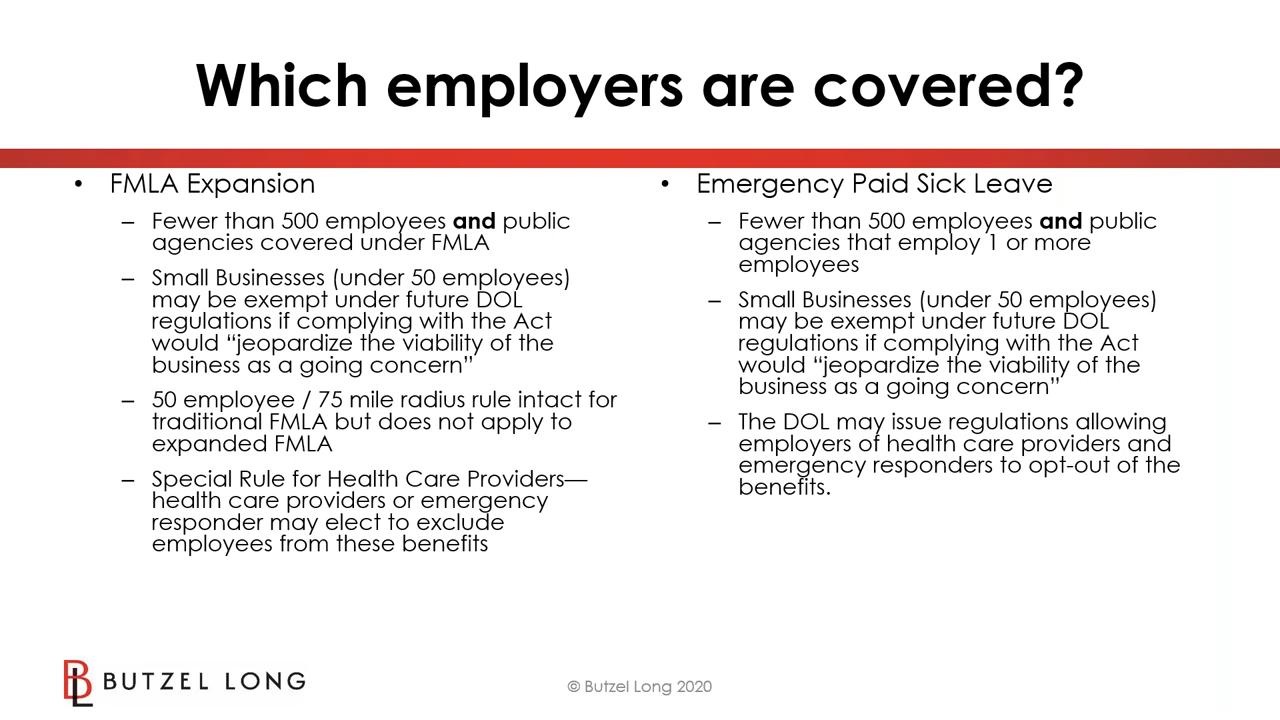 Which employers are covered?
• FMLA Expansion
– Fewer than 500 employees and public
agencies covered under FMLA
– Small Businesses (under 50 employees)
may be exempt under future DOL
regulations if complying with the Act
would “jeopardize the viability of the
business as a going concern”
– 50 employee / 75 mile radius rule intact for
traditional FMLA but does not apply to
expanded FMLA
– Special Rule for Health Care Providers—
health care providers or emergency
responder may elect to exclude
employees from these benefits
• Emergency Paid Sick Leave
– Fewer than 500 employees and public
agencies that employ 1 or more
employees
– Small Businesses (under 50 employees)
may be exempt under future DOL
regulations if complying with the Act
would “jeopardize the viability of the
business as a going concern”
– The DOL may issue regulations allowing
employers of health care providers and
emergency responders to opt-out of the
benefits.
BL BUTZEL LONG
© Butzel Long 2020